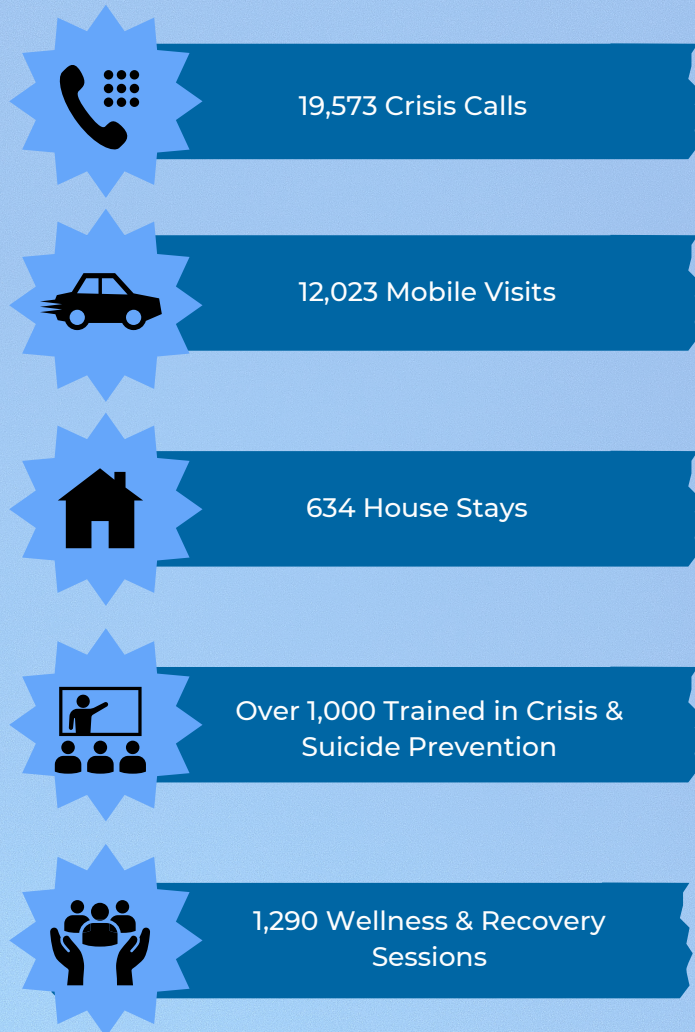 19,573 Crisis Calls
12,023 Mobile Visits
634 House Stays
Over 1,000 Trained in Crisis &
Suicide Prevention
1,290 Wellness & Recovery
Sessions